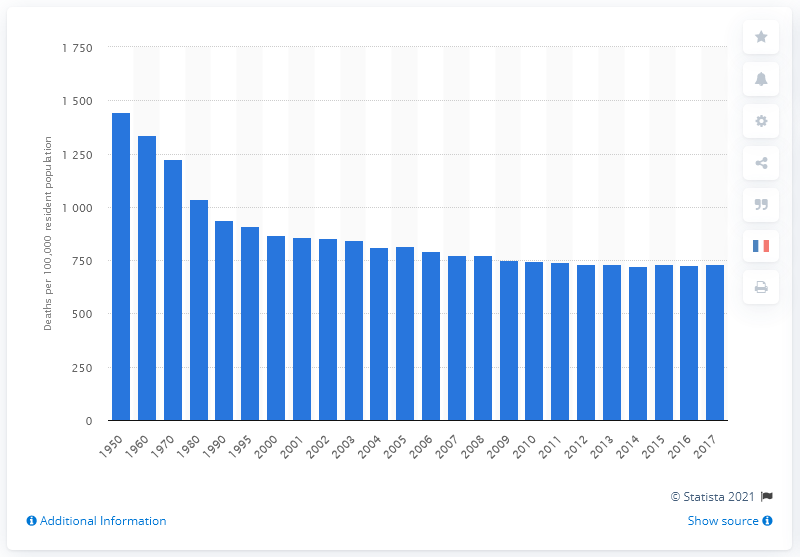 1 750
1 500
1 250
1 000
750
500
250
0
Deaths per 100,000 resident population
1950 1960 1970 1980 1990 1995 2000 2001 2002 2003 2004 2005 2006 2007 2008 2009 2010 2011 2012 2013 2014 2015 2016 2017
© Statista 2021
Additional Information
Show source